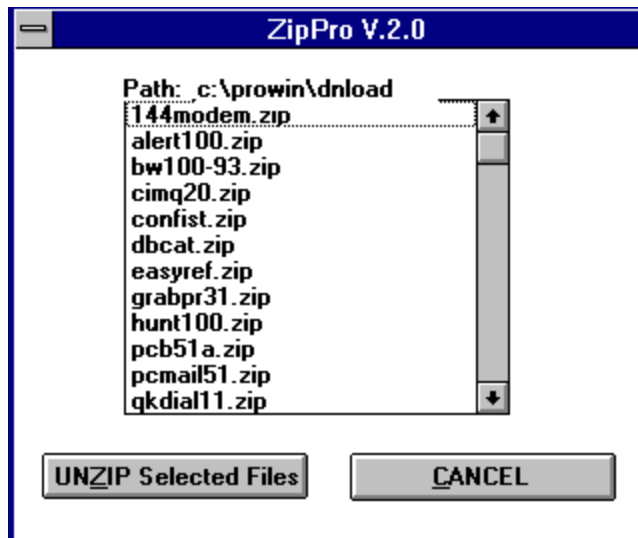 ZipPro V.2.0
Path: c:\prowin\dnload
144modem.zip
alert100.zip
bw100-93.zip
cimq20.zip
confist.zip
dbcat.zip
easyref.zip
grabpr31.zip
hunt100.zip
pcb51a.zip
pcmail51.zip
qkdial11.zip
UNZIP Selected Files
CANCEL